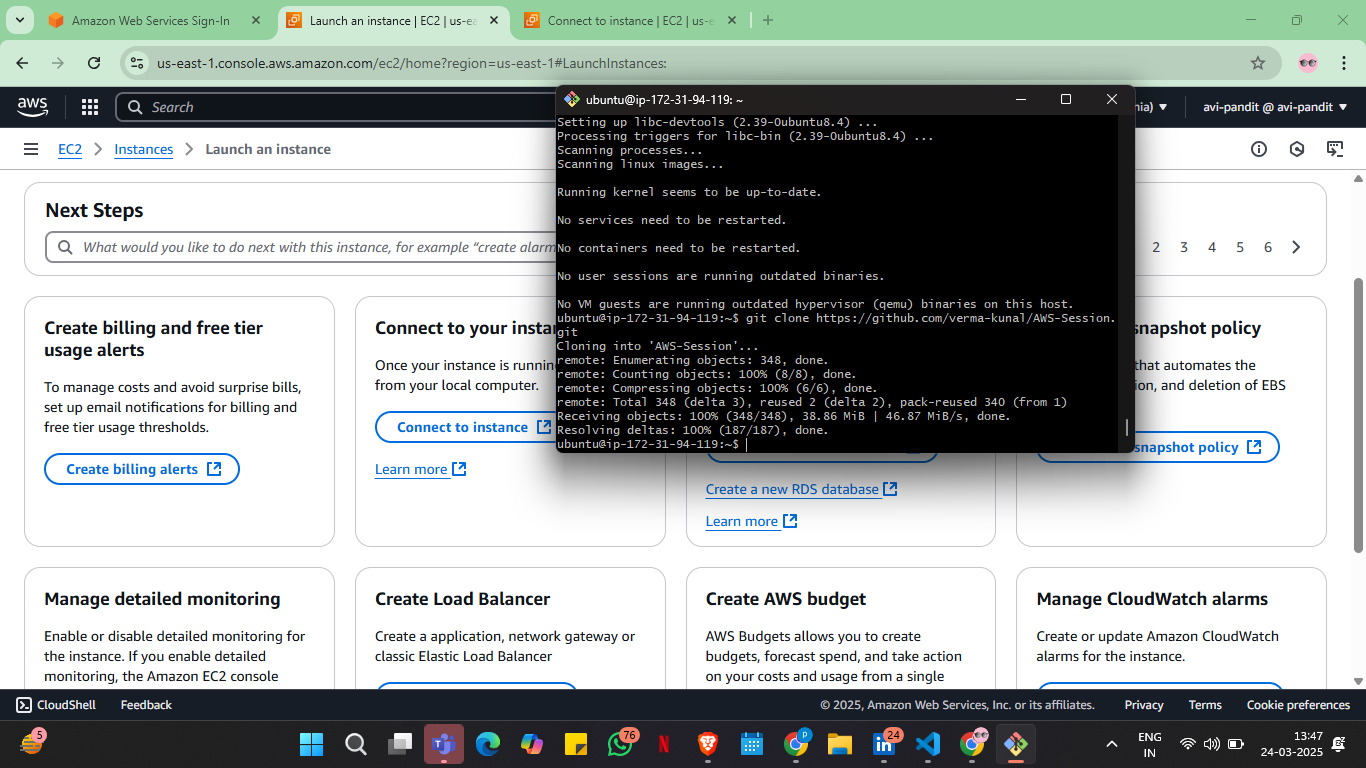 Amazon Web Services Sign-In
Launch an instance | EC2 | us-ea
Connect to instance | EC2 | us-e
us-east-1.console.aws.amazon.com/ec2/home?region=us-east-1#LaunchInstances:
aws
Search
nia)
avi-pandit @ avi-pandit
EC2
Instances
Launch an instance
ubuntu@ip-172-31-94-119: ~
Setting up libc-devtools (2.39-0ubuntu8.4) ...
Processing triggers for libc-bin (2.39-0ubuntu8.4) ...
Scanning processes...
Scanning linux images...
Running kernel seems to be up-to-date.
No services need to be restarted.
No containers need to be restarted.
No user sessions are running outdated binaries.
No VM guests are running outdated hypervisor (qemu) binaries on this host.
ubuntu@ip-172-31-94-119:~$ git clone https://github.com/verma-kunal/AWS-Session.
git
Cloning into 'AWS-Session'...
remote: Enumerating objects: 348, done.
remote: Counting objects: 100% (8/8), done.
remote: Compressing objects: 100% (6/6), done.
remote: Total 348 (delta 3), reused 2 (delta 2), pack-reused 340 (from 1)
Receiving objects: 100% (348/348), 38.86 MiB | 46.87 MiB/s, done.
Resolving deltas: 100% (187/187), done.
ubuntu@ip-172-31-94-119:~$
Next Steps
What would you like to do next with this instance, for example “create alarm
2 3 4 5 6
Create billing and free tier
usage alerts
To manage costs and avoid surprise bills,
set up email notifications for billing and
free tier usage thresholds.
Create billing alerts
Connect to your instan
Once your instance is runnin
from your local computer.
Connect to instance
Learn more
Create a new RDS database
Learn more
snapshot policy
that automates the
ion, and deletion of EBS
snapshot policy
Manage detailed monitoring
Enable or disable detailed monitoring for
the instance. If you enable detailed
monitoring, the Amazon EC2 console
Create Load Balancer
Create a application, network gateway or
classic Elastic Load Balancer
Create AWS budget
AWS Budgets allows you to create
budgets, forecast spend, and take action
on your costs and usage from a single
Manage CloudWatch alarms
Create or update Amazon CloudWatch
alarms for the instance.
CloudShell
Feedback
© 2025, Amazon Web Services, Inc. or its affiliates.
Privacy
Terms
Cookie preferences
5
76
N
P
24
ENG
IN
13:47
24-03-2025